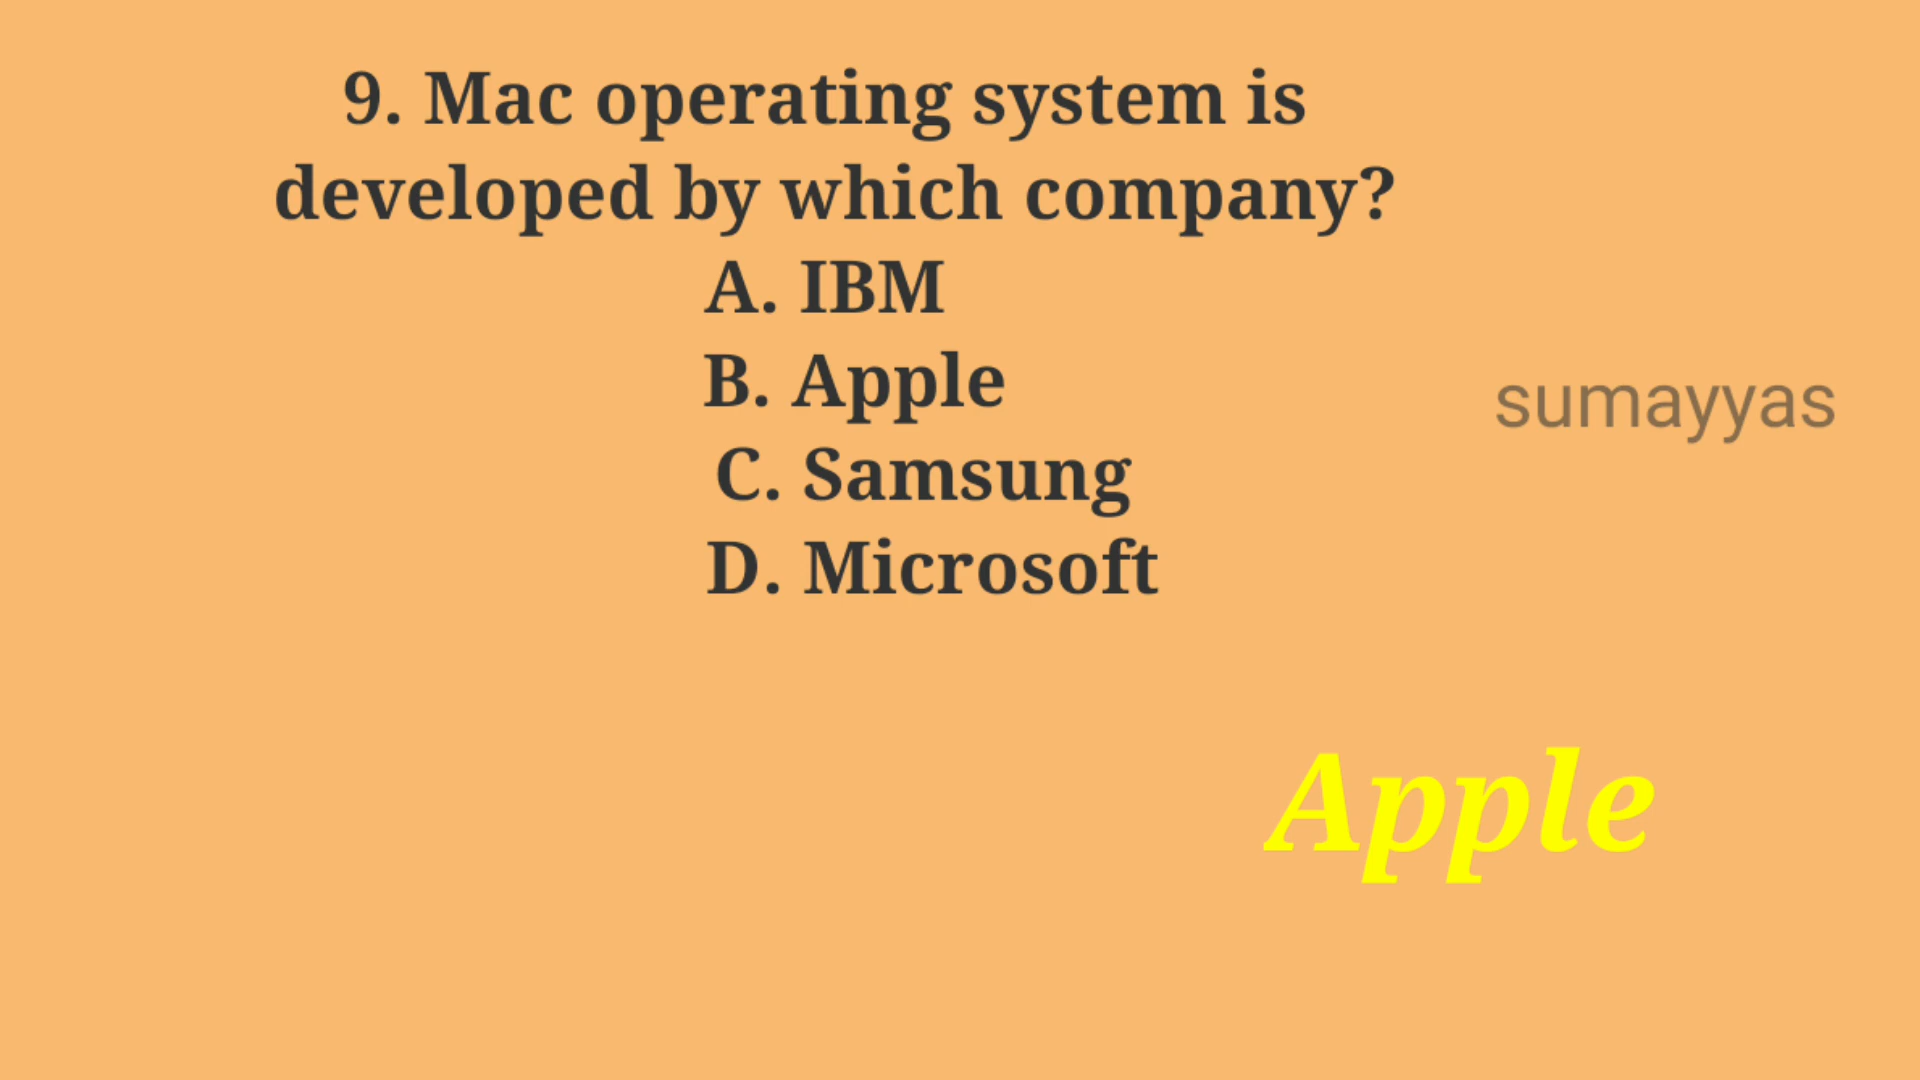 9. Mac operating system is
developed by which company?
A. IBM
B. Apple
C. Samsung
D. Microsoft
sumayyas
Apple